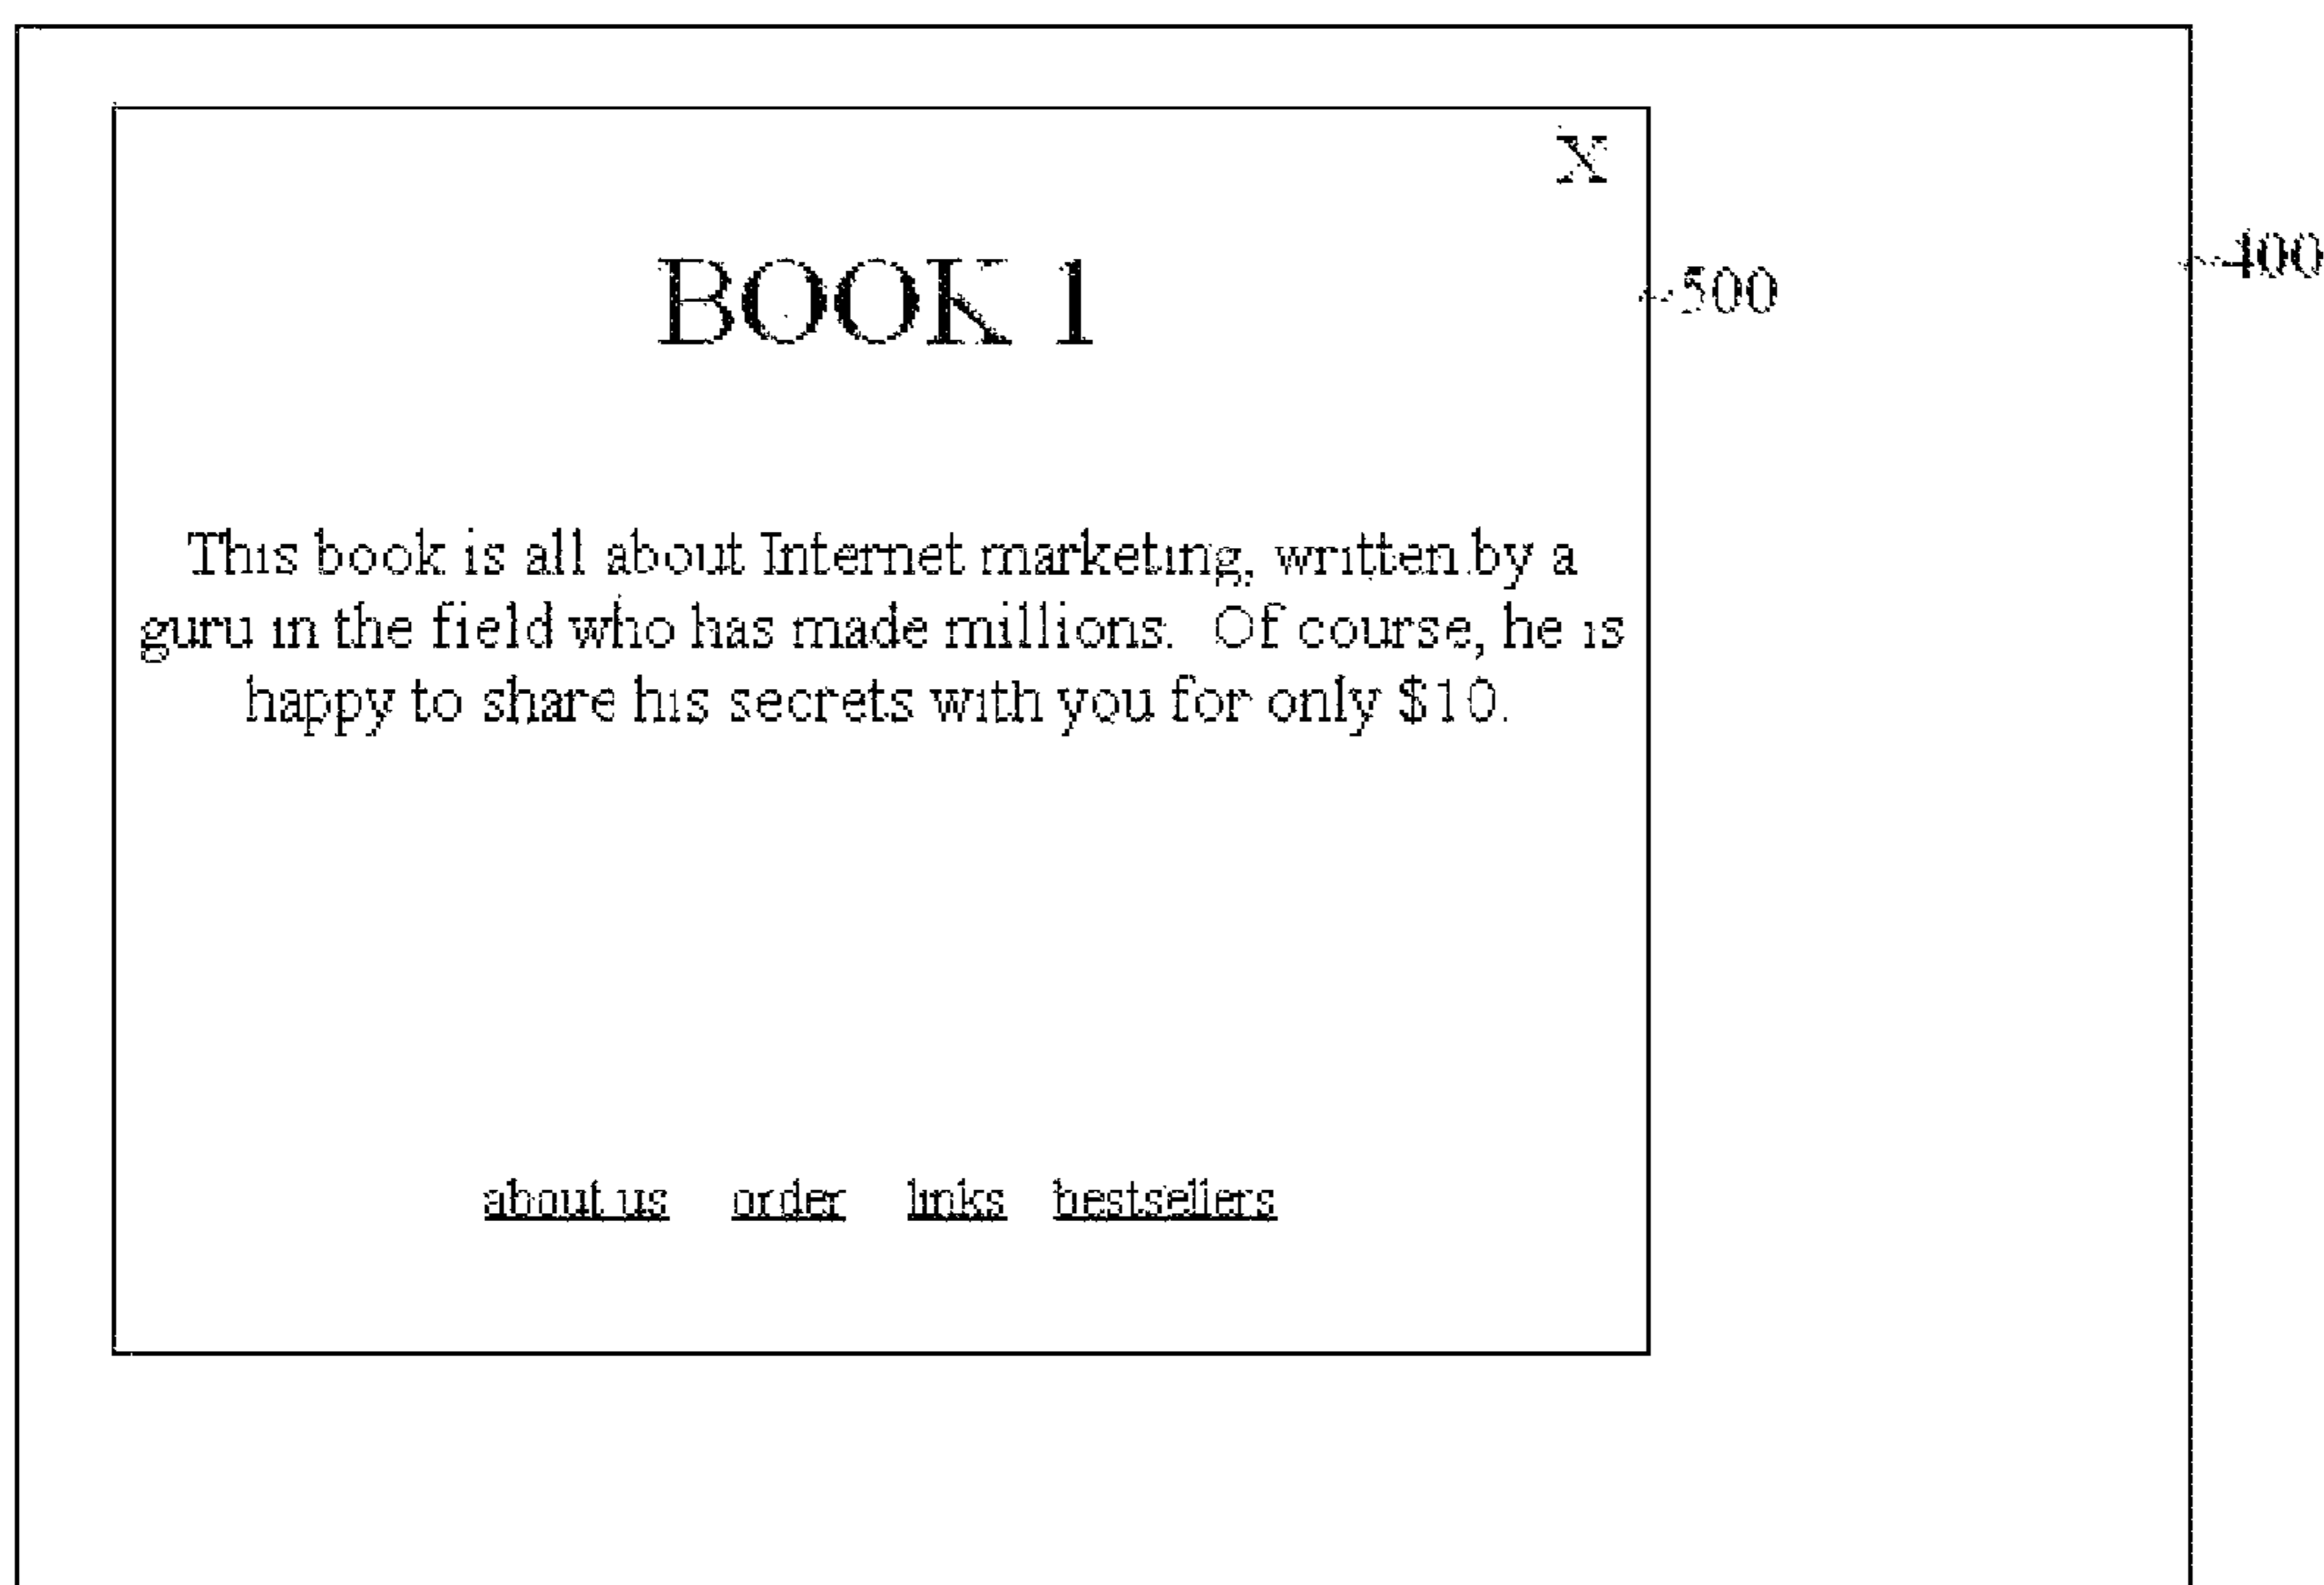 X
BOOK 1
500
400
This book is all about Internet marketing, written by a
guru in the field who has made millions. Of course, he is
happy to share his secrets with you for only $10.
about us order links bestsellers